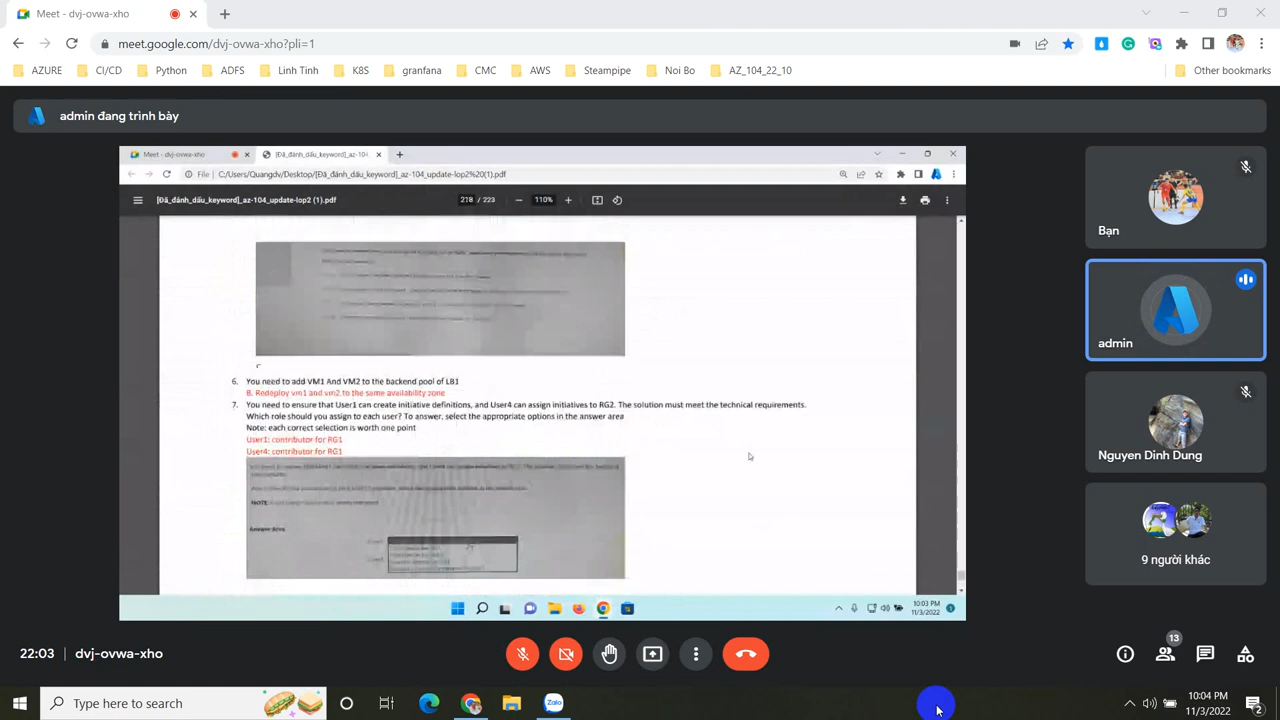 Meet - dvj-ovwa-xho
meet.google.com/dvj-ovwa-xho?pli=1
AZURE
CI/CD
Python
ADFS
Linh Tinh
K8S
granfana
CMC
AWS
Steampipe
Noi Bo
AZ_104_22_10
Other bookmarks
admin đang trình bày
Meet - dvj-ovwa-xho
[Đã_đánh_dấu_keyword]_az-104
File | C:/Users/Quangdv/Desktop/[Đã_đánh_dấu_keyword]_az-104_update-lop2%20(1).pdf
[Đã_đánh_dấu_keyword]_az-104_update-lop2 (1).pdf
218 / 223
110%
6. You need to add VM1 And VM2 to the backend pool of LB1
B. Redeploy vm1 and vm2 to the same availability zone
7. You need to ensure that User1 can create initiative definitions, and User4 can assign initiatives to RG2. The solution must meet the technical requirements.
Which role should you assign to each user? To answer, select the appropriate options in the answer area
Note: each correct selection is worth one point
User1: contributor for RG1
User4: contributor for RG1
NOTE:
10:03 PM
11/3/2022
Bạn
admin
Nguyen Dinh Dung
9 người khác
22:03 | dvj-ovwa-xho
13
Type here to search
Zalo
10:04 PM
11/3/2022
2